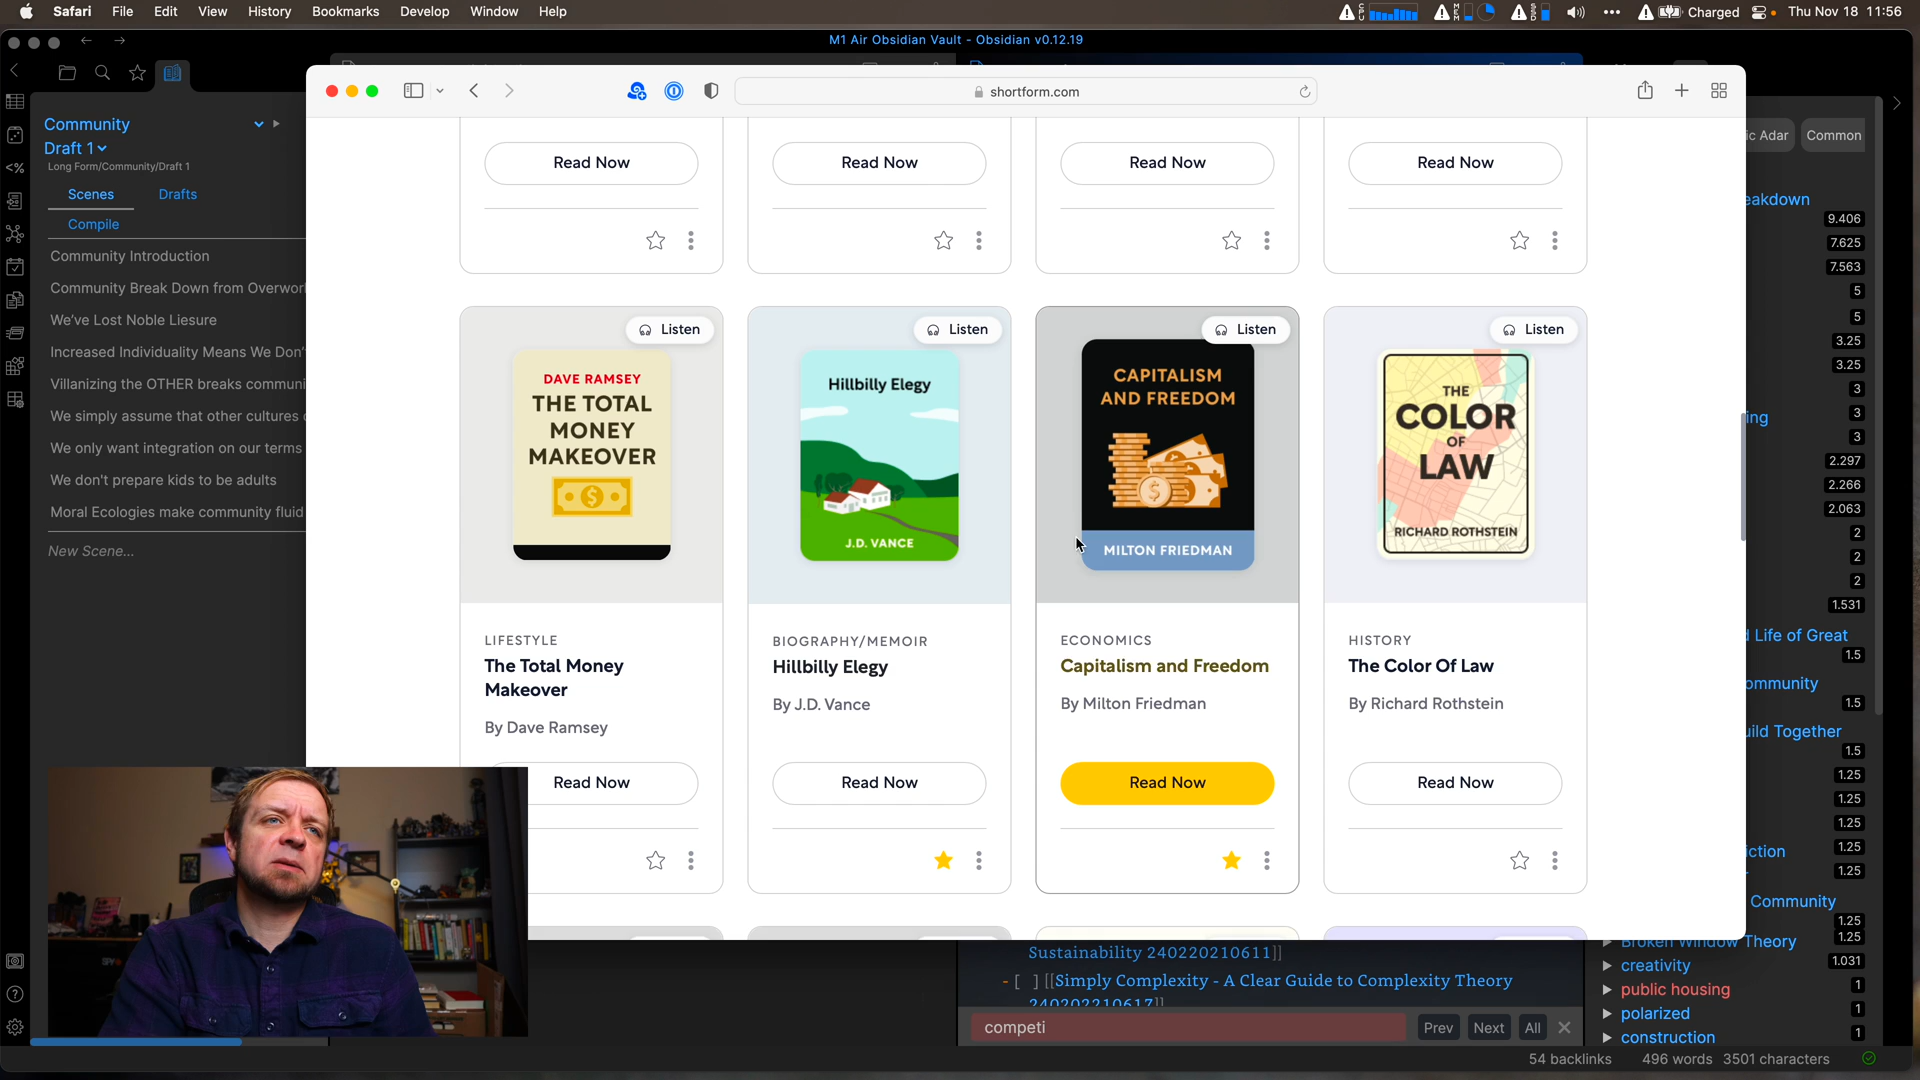 Safari File Edit View History Bookmarks Develop Window Help
Charged Thu Nov 18 11:56
M1 Air Obsidian Vault - Obsidian v0.12.19
shortform.com
Community
Draft 1
Long Form/Community/Draft 1
Scenes Drafts
Compile
Community Introduction
Community Break Down from Overwor
We've Lost Noble Liesure
Increased Individuality Means We Don'
Villanizing the OTHER breaks communi
We simply assume that other cultures
We only want integration on our terms
We don't prepare kids to be adults
Moral Ecologies make community fluid
New Scene...
Read Now
Read Now
Read Now
Read Now
Listen
DAVE RAMSEY
THE TOTAL
MONEY
MAKEOVER
LIFESTYLE
The Total Money
Makeover
By Dave Ramsey
Read Now
Listen
Hillbilly Elegy
J.D. VANCE
BIOGRAPHY/MEMOIR
Hillbilly Elegy
By J.D. Vance
Read Now
Listen
CAPITALISM
AND FREEDOM
MILTON FRIEDMAN
ECONOMICS
Capitalism and Freedom
By Milton Friedman
Read Now
Listen
THE
COLOR
OF
LAW
RICHARD ROTHSTEIN
HISTORY
The Color Of Law
By Richard Rothstein
Read Now
ic Adar Common
eakdown
9.406
7.625
7.563
5
5
3.25
3.25
3
ing 3
3
2.297
2.266
2.063
2
2
2
1.531
d Life of Great
1.5
ommunity
1.5
uild Together
1.5
1.25
1.25
1.25
iction 1.25
1.25
Community
1.25
Broken Window Theory 1.25
creativity 1.031
public housing 1
polarized 1
construction 1
Sustainability 240220210611]]
- [ ] [[Simply Complexity - A Clear Guide to Complexity Theory
240202210617]]
competi Prev Next All
54 backlinks 496 words 3501 characters